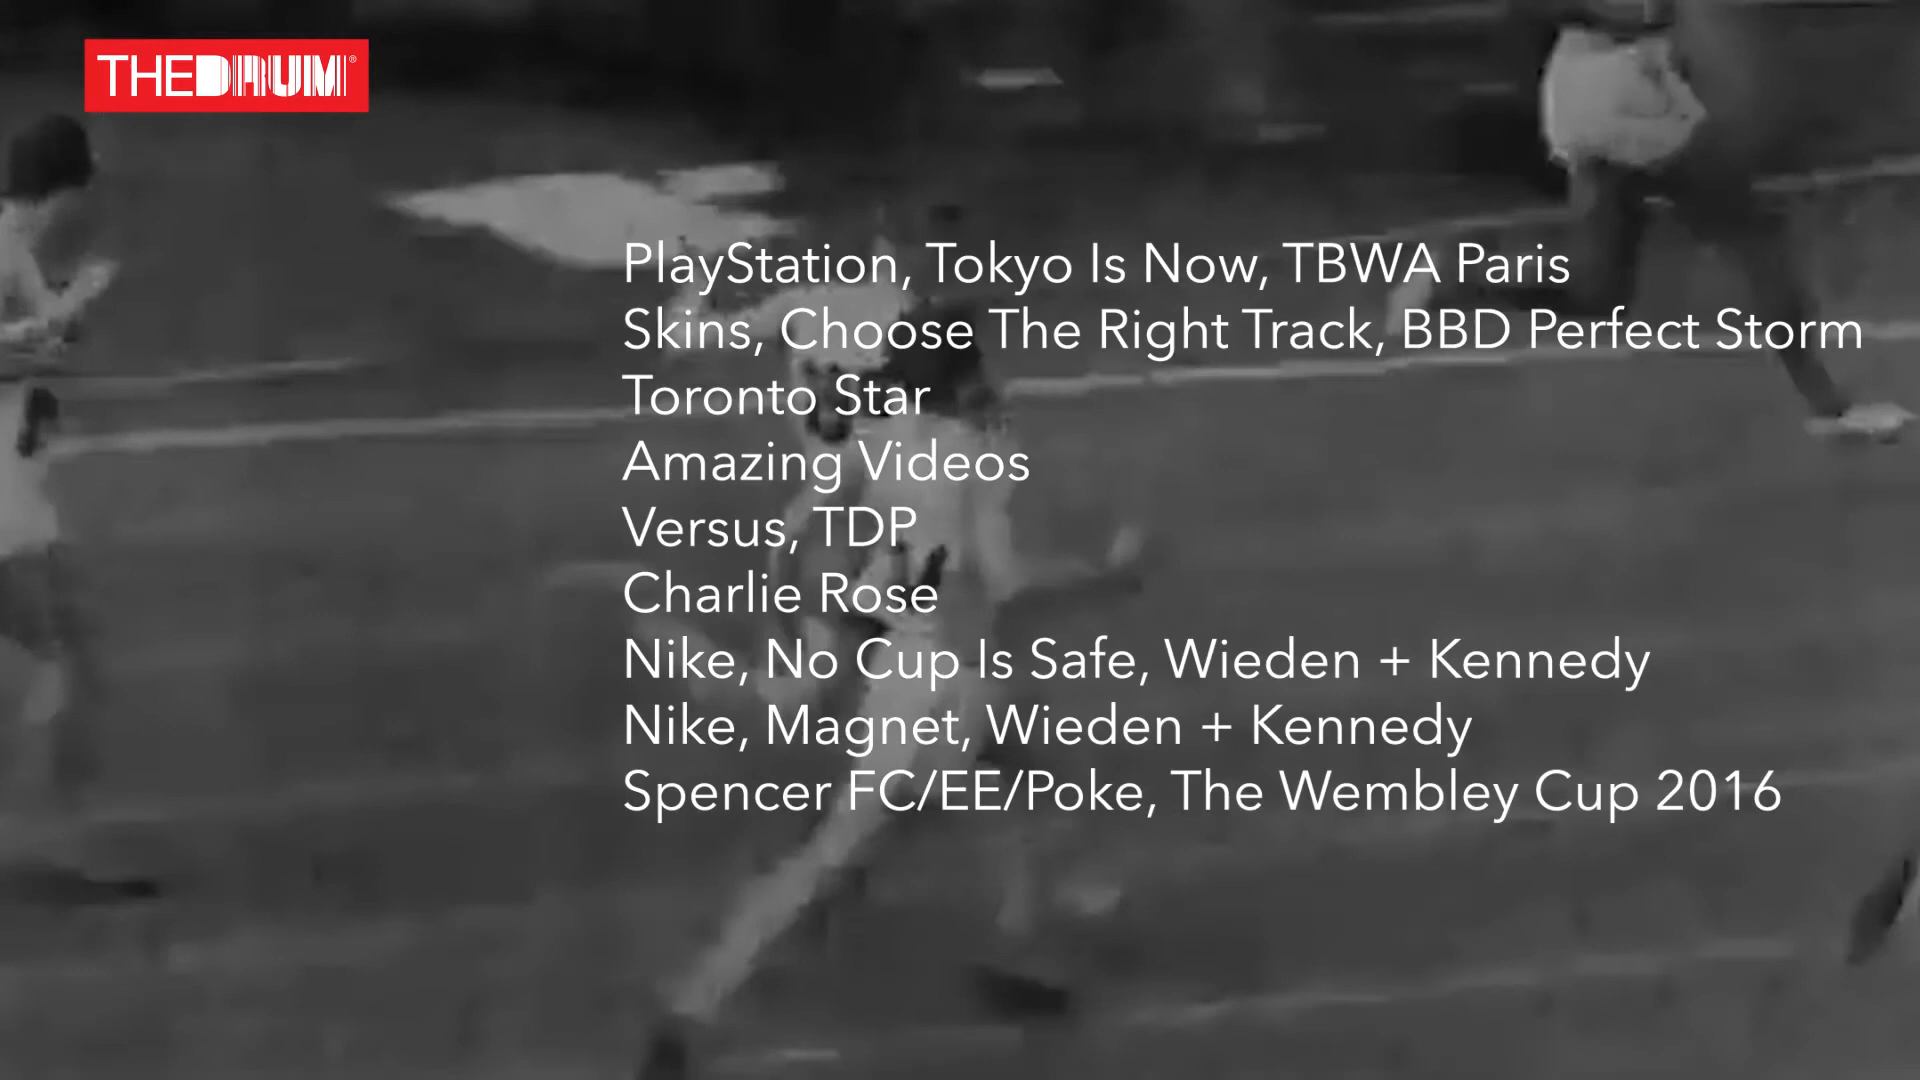 THEDRUM®
PlayStation, Tokyo Is Now, TBWA Paris
Skins, Choose The Right Track, BBD Perfect Storm
Toronto Star
Amazing Videos
Versus, TDP
Charlie Rose
Nike, No Cup Is Safe, Wieden + Kennedy
Nike, Magnet, Wieden + Kennedy
Spencer FC/EE/Poke, The Wembley Cup 2016